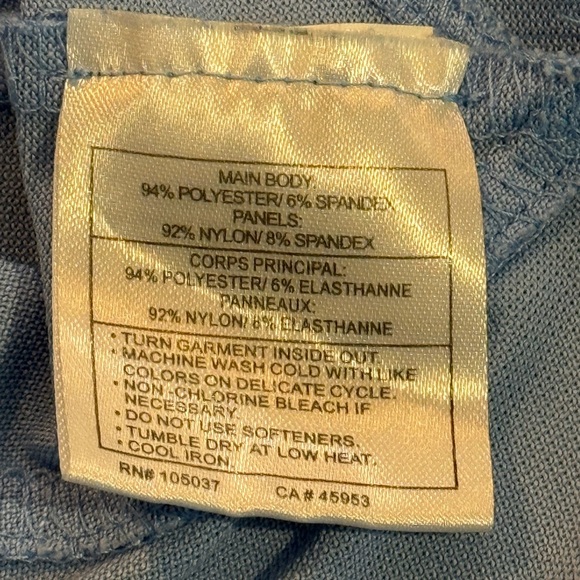 MAIN BODY:
94% POLYESTER/ 6% SPANDEX
PANELS:
92% NYLON/ 8% SPANDEX
CORPS PRINCIPAL:
94% POLYESTER/ 6% ELASTHANNE
PANNEAUX:
92% NYLON/ 8% ELASTHANNE
• TURN GARMENT INSIDE OUT.
• MACHINE WASH COLD WITH LIKE
COLORS ON DELICATE CYCLE.
• NON -CHLORINE BLEACH IF
NECESSARY.
• DO NOT USE SOFTENERS.
• TUMBLE DRY AT LOW HEAT.
• COOL IRON.
RN# 105037 CA # 45953